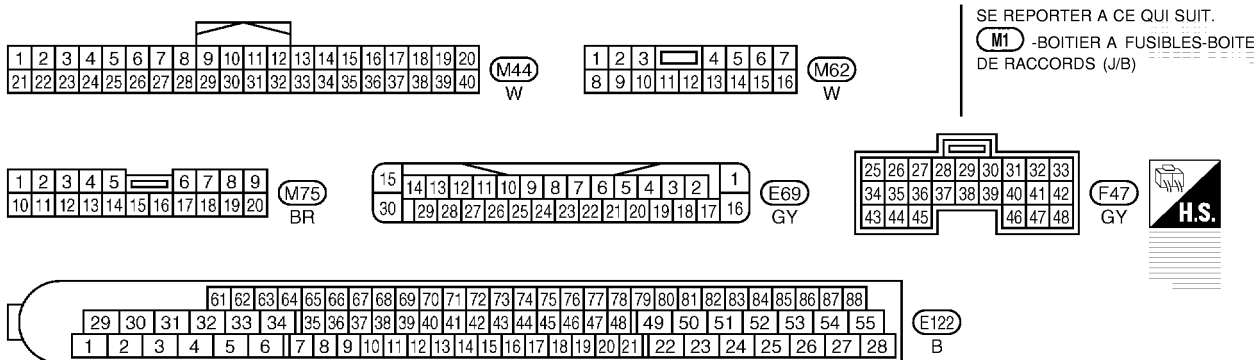 SE REPORTER A CE QUI SUIT.
M1 -BOITIER A FUSIBLES-BOITE
DE RACCORDS (J/B)
1 2 3 4 5 6 7 8 9 10 11 12 13 14 15 16 17 18 19 20
21 22 23 24 25 26 27 28 29 30 31 32 33 34 35 36 37 38 39 40
M44
W
1 2 3 4 5 6 7
8 9 10 11 12 13 14 15 16
M62
W
1 2 3 4 5 6 7 8 9
10 11 12 13 14 15 16 17 18 19 20
M75
BR
15 14 13 12 11 10 9 8 7 6 5 4 3 2 1
30 29 28 27 26 25 24 23 22 21 20 19 18 17 16
E69
GY
25 26 27 28 29 30 31 32 33
34 35 36 37 38 39 40 41 42
43 44 45 46 47 48
F47
GY
H.S.
61 62 63 64 65 66 67 68 69 70 71 72 73 74 75 76 77 78 79 80 81 82 83 84 85 86 87 88
29 30 31 32 33 34 35 36 37 38 39 40 41 42 43 44 45 46 47 48 49 50 51 52 53 54 55
1 2 3 4 5 6 7 8 9 10 11 12 13 14 15 16 17 18 19 20 21 22 23 24 25 26 27 28
E122
B